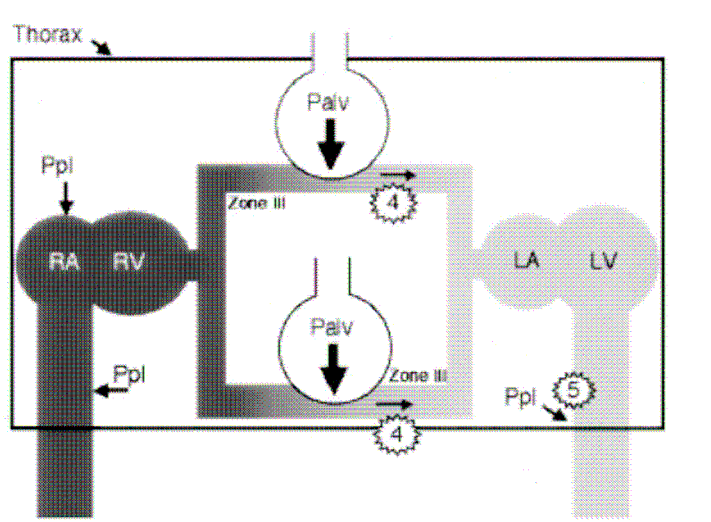 Thorax
Palv
Ppl
Zone III
4
RA RV
LA LV
Palv
Ppl
Zone III
Ppl
5
4